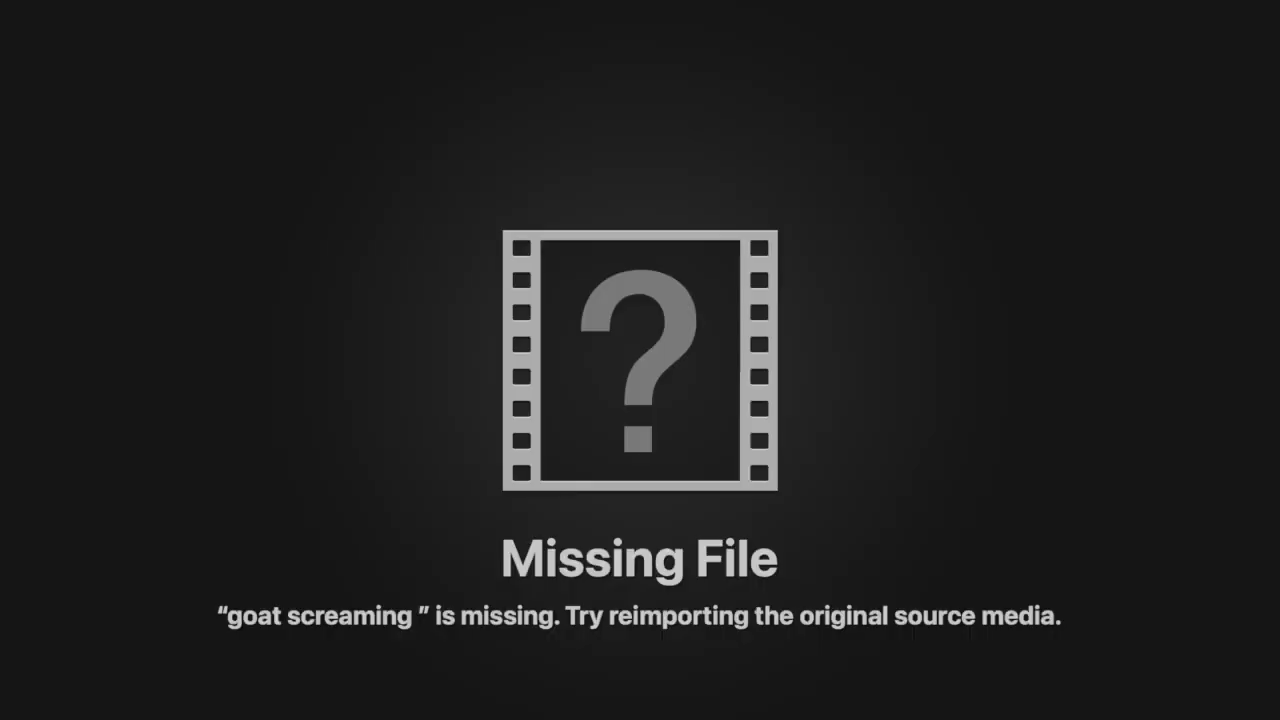 ?
Missing File
“goat screaming ” is missing. Try reimporting the original source media.